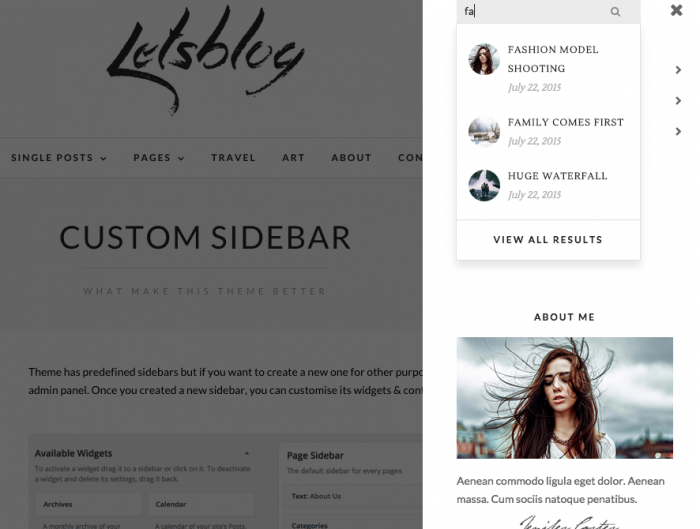 Letsblog
SINGLE POSTS
PAGES
TRAVEL
ART
ABOUT
CON
CUSTOM SIDEBAR
WHAT MAKE THIS THEME BETTER
Theme has predefined sidebars but if you want to create a new one for other purpo
admin panel. Once you created a new sidebar, you can customise its widgets & cont
Available Widgets
To activate a widget drag it to a sidebar or click on it. To deactivate
a widget and delete its settings, drag it back.
Archives
Calendar
A monthly archive of your
A calendar of your site's Posts.
Page Sidebar
The default sidebar for every pages
Text: About Us
Categories
fa
FASHION MODEL
SHOOTING
July 22, 2015
FAMILY COMES FIRST
July 22, 2015
HUGE WATERFALL
July 22, 2015
VIEW ALL RESULTS
ABOUT ME
Aenean commodo ligula eget dolor. Aenean
massa. Cum sociis natoque penatibus.